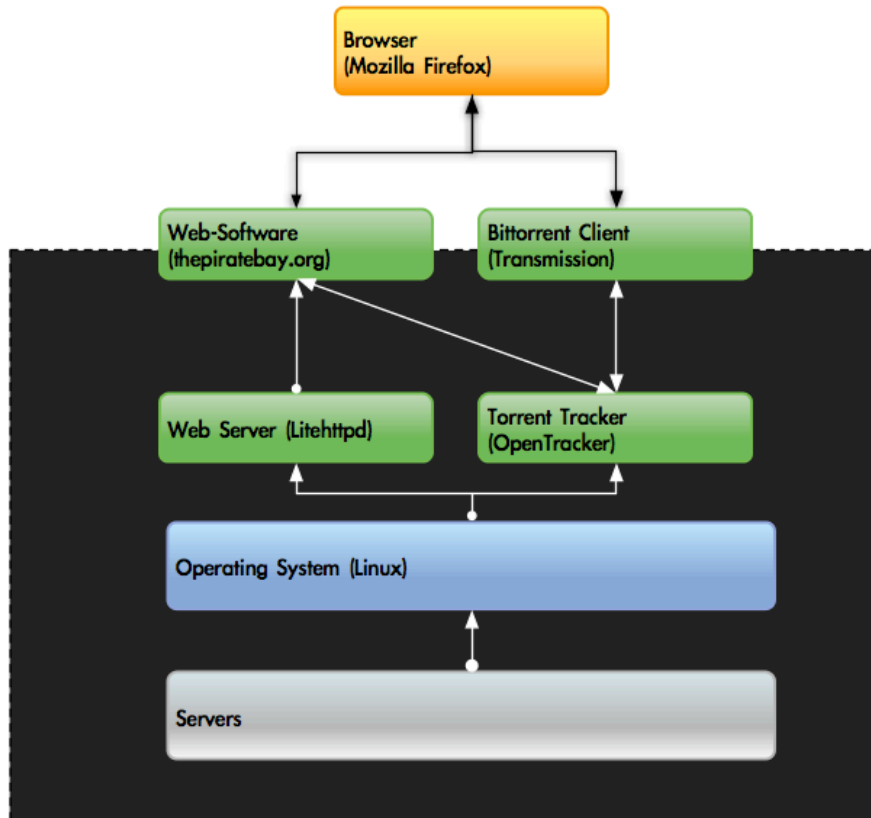 Browser
(Mozilla Firefox)
Web-Software
(thepiratebay.org)
Bittorrent Client
(Transmission)
Web Server (Litehttpd)
Torrent Tracker
(OpenTracker)
Operating System (Linux)
Servers